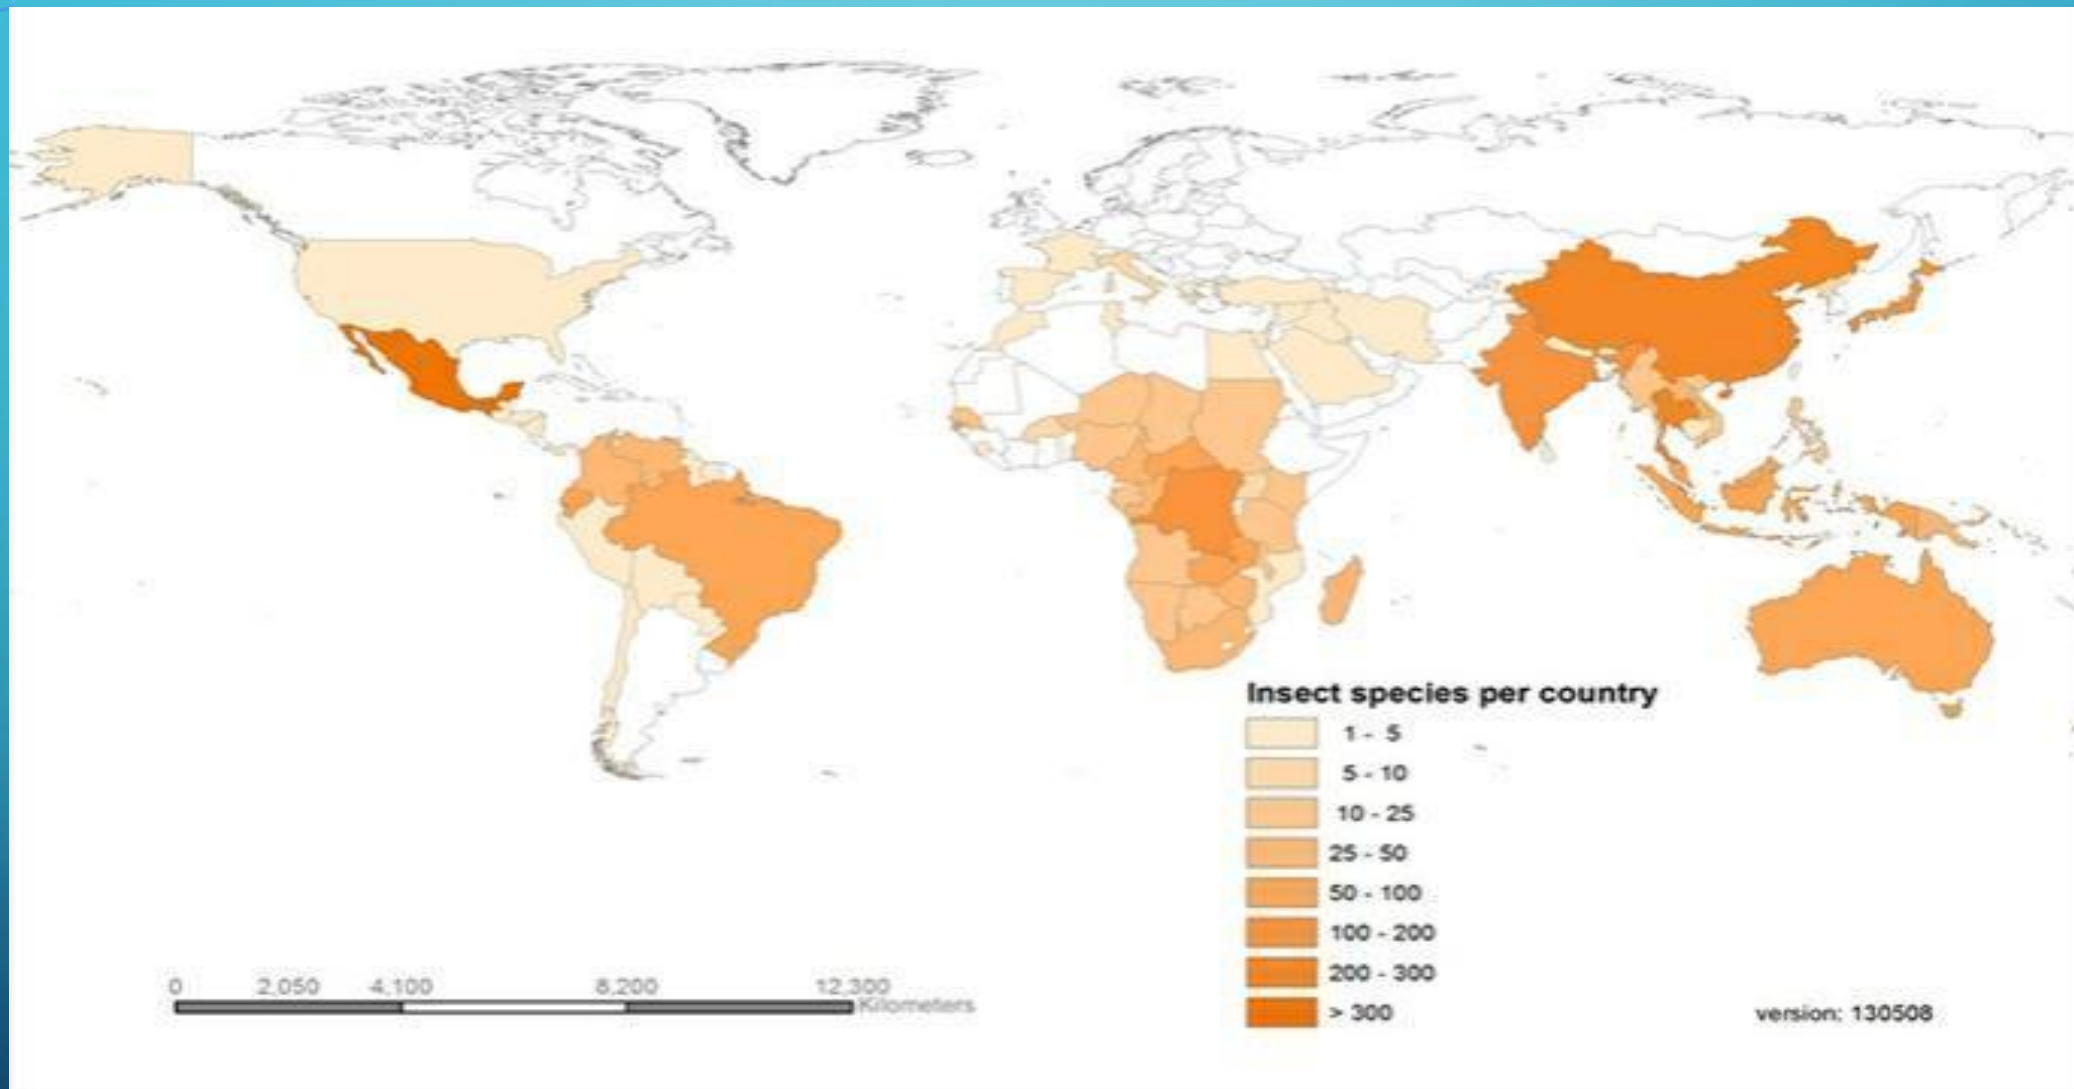 Insect species per country
1 - 5
5 - 10
10 - 25
25 - 50
50 - 100
100 - 200
200 - 300
> 300
0 2,050 4,100 8,200 12,300
Kilometers
version: 130508